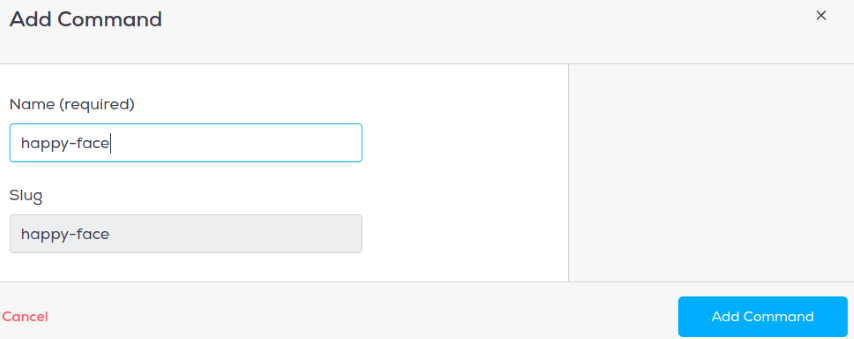 Add Command
Name (required)
happy-face
Slug
happy-face
Cancel
Add Command